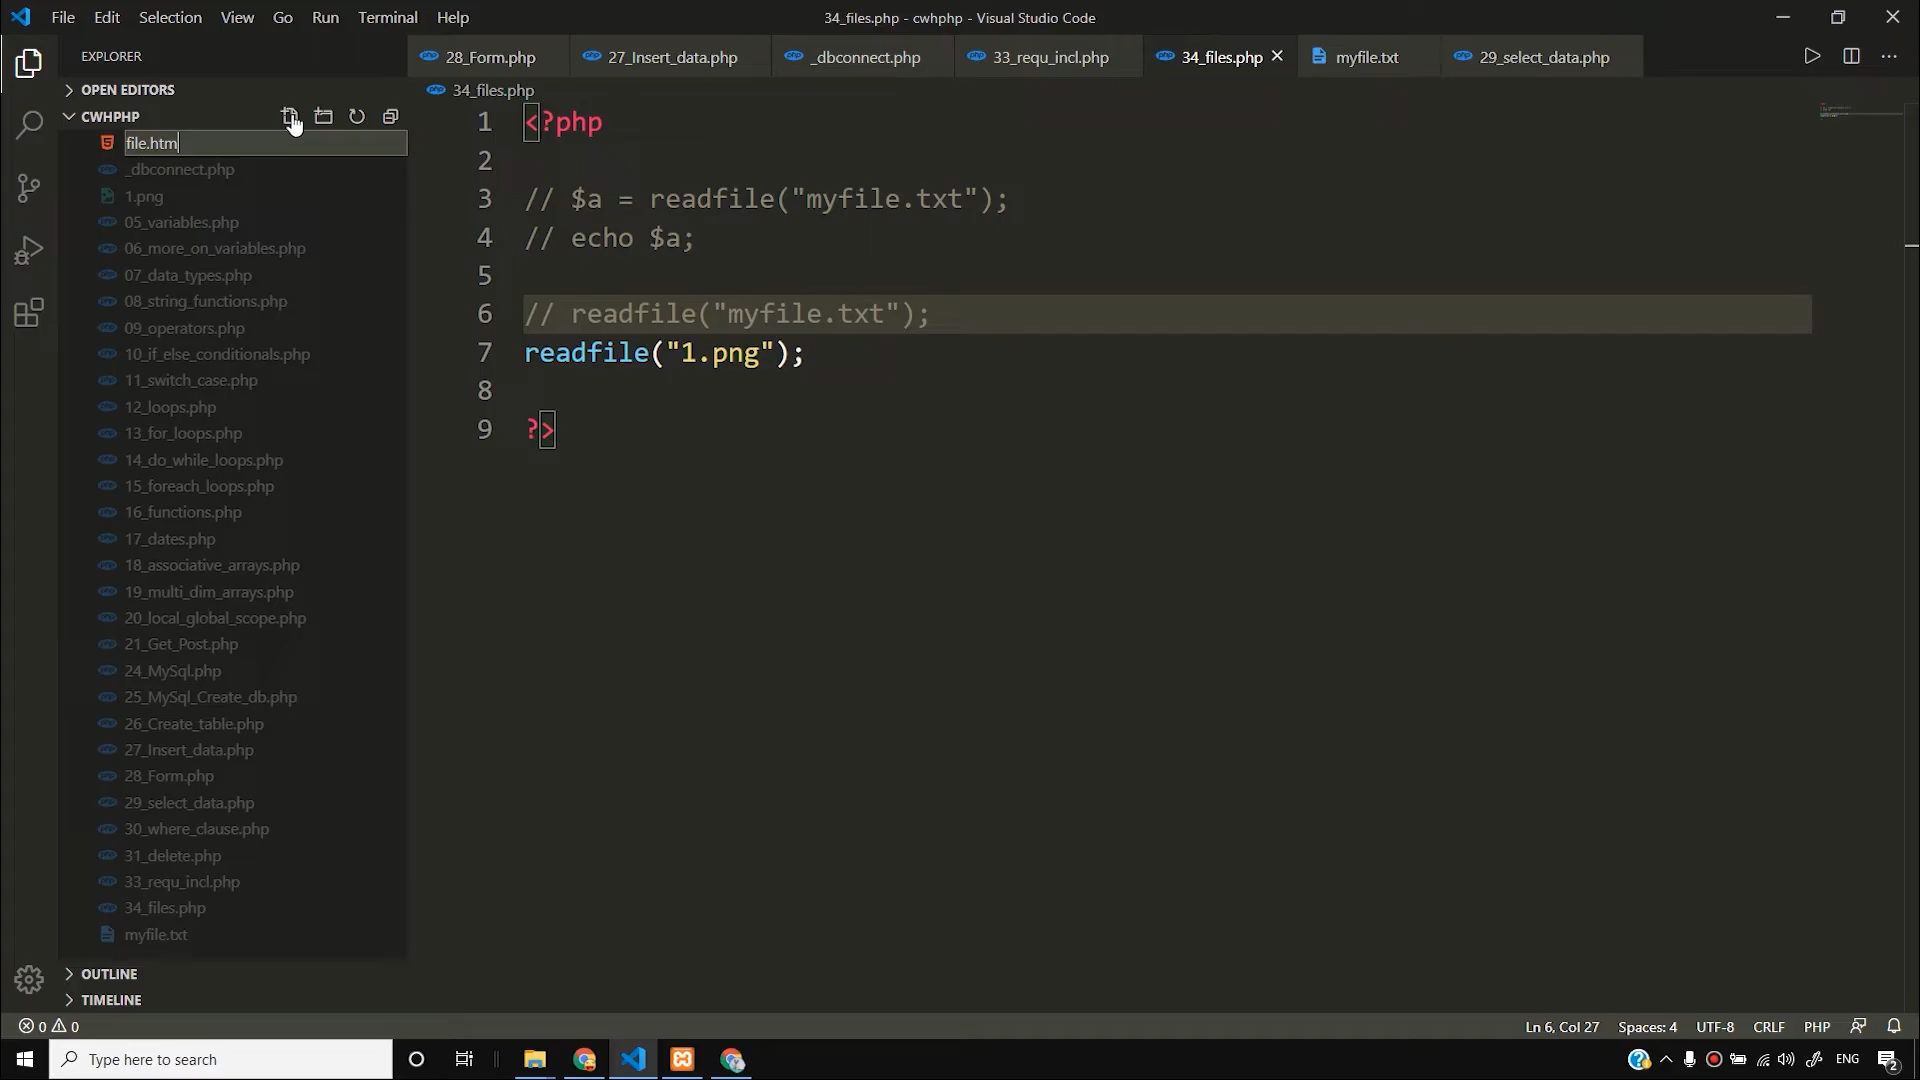 File Edit Selection View Go Run Terminal Help
34_files.php - cwhphp - Visual Studio Code
EXPLORER
28_Form.php
27_Insert_data.php
_dbconnect.php
33_requ_incl.php
34_files.php
myfile.txt
29_select_data.php
OPEN EDITORS
34_files.php
CWHPHP
file.htm
_dbconnect.php
1.png
05_variables.php
06_more_on_variables.php
07_data_types.php
08_string_functions.php
09_operators.php
10_if_else_conditionals.php
11_switch_case.php
12_loops.php
13_for_loops.php
14_do_while_loops.php
15_foreach_loops.php
16_functions.php
17_dates.php
18_associative_arrays.php
19_multi_dim_arrays.php
20_local_global_scope.php
21_Get_Post.php
24_MySql.php
25_MySql_Create_db.php
26_Create_table.php
27_Insert_data.php
28_Form.php
29_select_data.php
30_where_clause.php
31_delete.php
33_requ_incl.php
34_files.php
myfile.txt
OUTLINE
TIMELINE
1 <?php
2
3 // $a = readfile("myfile.txt");
4 // echo $a;
5
6 // readfile("myfile.txt");
7 readfile("1.png");
8
9 ?>
0 0
Ln 6, Col 27 Spaces: 4 UTF-8 CRLF PHP
Type here to search
ENG
2